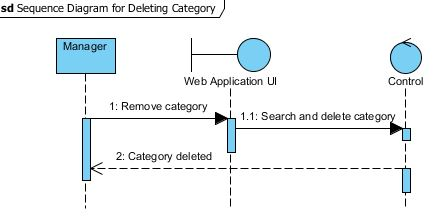 sd Sequence Diagram for Deleting Category
Manager
Web Application UI
Control
1: Remove category
1.1: Search and delete category
2: Category deleted